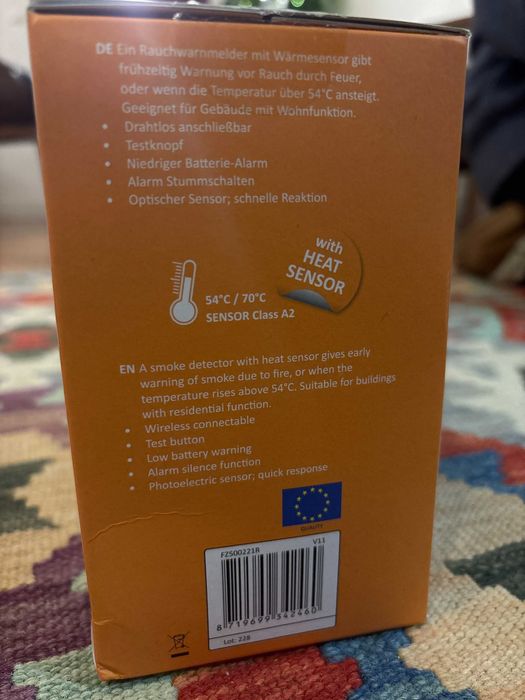 DE Ein Rauchwarnmelder mit Wärmesensor gibt
frühzeitig Warnung vor Rauch durch Feuer,
oder wenn die Temperatur über 54°C ansteigt.
Geeignet für Gebäude mit Wohnfunktion.
• Drahtlos anschließbar
• Testknopf
• Niedriger Batterie-Alarm
• Alarm Stummschalten
• Optischer Sensor; schnelle Reaktion
with
HEAT
SENSOR
54°C / 70°C
SENSOR Class A2
EN A smoke detector with heat sensor gives early
warning of smoke due to fire, or when the
temperature rises above 54°C. Suitable for buildings
with residential function.
• Wireless connectable
• Test button
• Low battery warning
• Alarm silence function
• Photoelectric sensor; quick response
QUALITY
FZ500221R V11
8 719699 342460
Lot: 228